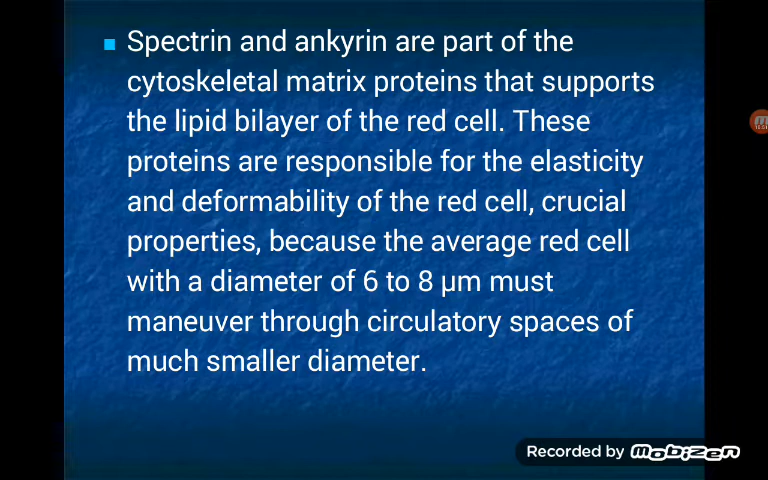 Spectrin and ankyrin are part of the
cytoskeletal matrix proteins that supports
the lipid bilayer of the red cell. These
proteins are responsible for the elasticity
and deformability of the red cell, crucial
properties, because the average red cell
with a diameter of 6 to 8 μm must
maneuver through circulatory spaces of
much smaller diameter.
Recorded by mobizen